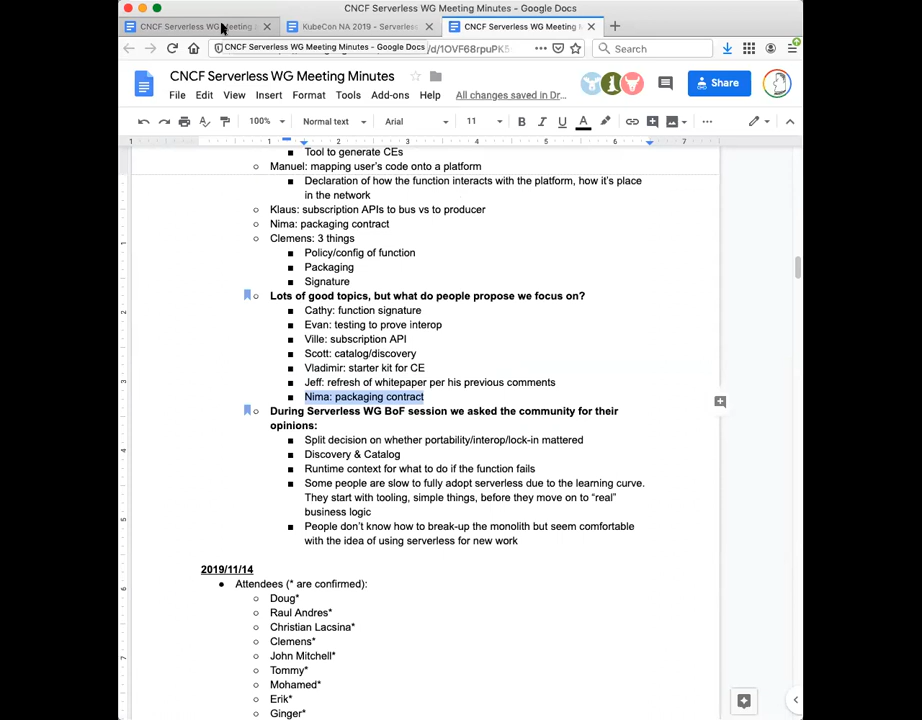 CNCF Serverless WG Meeting Minutes - Google Docs
CNCF Serverless WG Meeting
KubeCon NA 2019 - Serverless
CNCF Serverless WG Meeting M
CNCF Serverless WG Meeting Minutes - Google Docs
/d/1OVF68rpuPK5
Search
CNCF Serverless WG Meeting Minutes
File Edit View Insert Format Tools Add-ons Help All changes saved in Dr...
Share
100% Normal text Arial 11 B I U A
1 1 2 3 4 5 6 7
Tool to generate CEs
Manuel: mapping user's code onto a platform
Declaration of how the function interacts with the platform, how it's place
in the network
Klaus: subscription APIs to bus vs to producer
Nima: packaging contract
Clemens: 3 things
Policy/config of function
Packaging
Signature
Lots of good topics, but what do people propose we focus on?
Cathy: function signature
Evan: testing to prove interop
Ville: subscription API
Scott: catalog/discovery
Vladimir: starter kit for CE
Jeff: refresh of whitepaper per his previous comments
Nima: packaging contract
During Serverless WG BoF session we asked the community for their
opinions:
Split decision on whether portability/interop/lock-in mattered
Discovery & Catalog
Runtime context for what to do if the function fails
Some people are slow to fully adopt serverless due to the learning curve.
They start with tooling, simple things, before they move on to "real"
business logic
People don't know how to break-up the monolith but seem comfortable
with the idea of using serverless for new work
2019/11/14
Attendees (* are confirmed):
Doug*
Raul Andres*
Christian Lacsina*
Clemens*
John Mitchell*
Tommy*
Mohamed*
Erik*
Ginger*